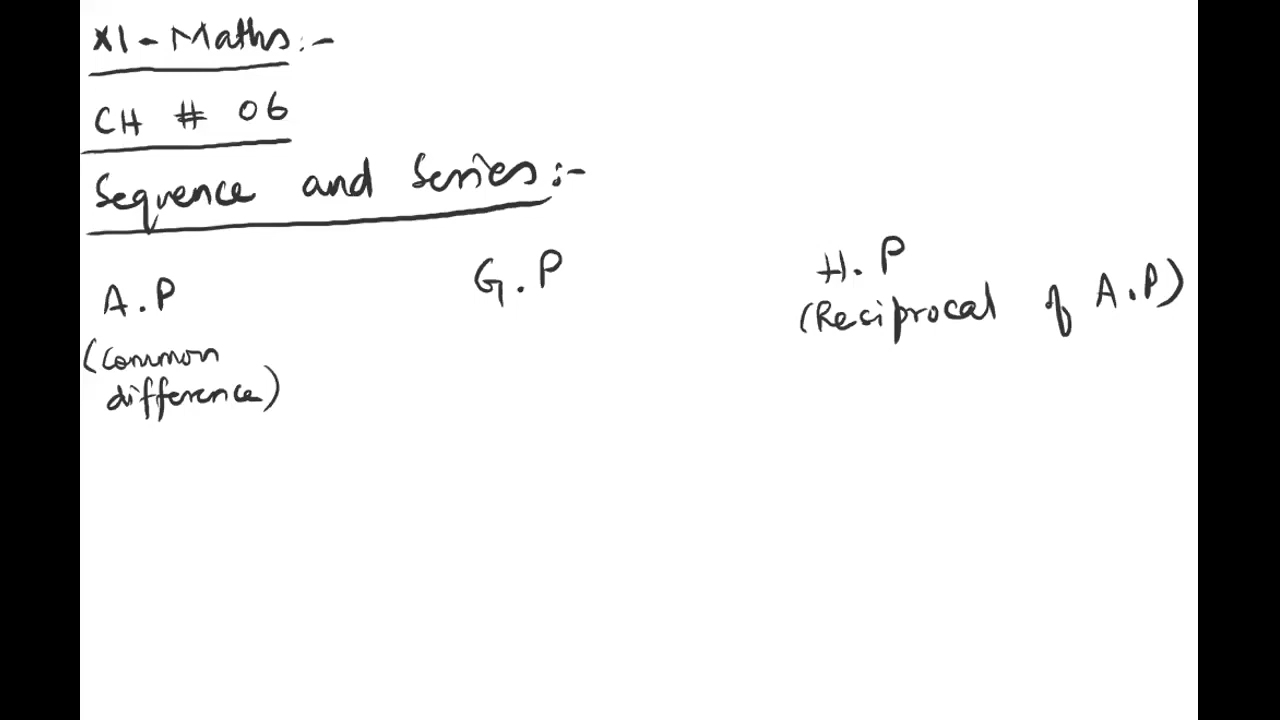 XI - Maths :-
CH # 06
Sequence and Series :-
A.P
(Common
difference)
G.P
H.P
(Reciprocal of A.P)